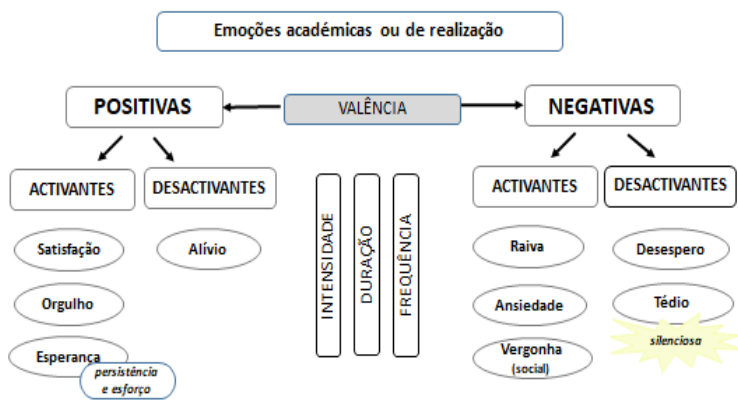 Emoções académicas ou de realização
POSITIVAS
VALÊNCIA
NEGATIVAS
ACTIVANTES
DESACTIVANTES
Satisfação
Alívio
Orgulho
Esperança
persistência
e esforço
INTENSIDADE
DURAÇÃO
FREQUÊNCIA
ACTIVANTES
DESACTIVANTES
Raiva
Desespero
Ansiedade
Tédio
silenciosa
Vergonha
(social)